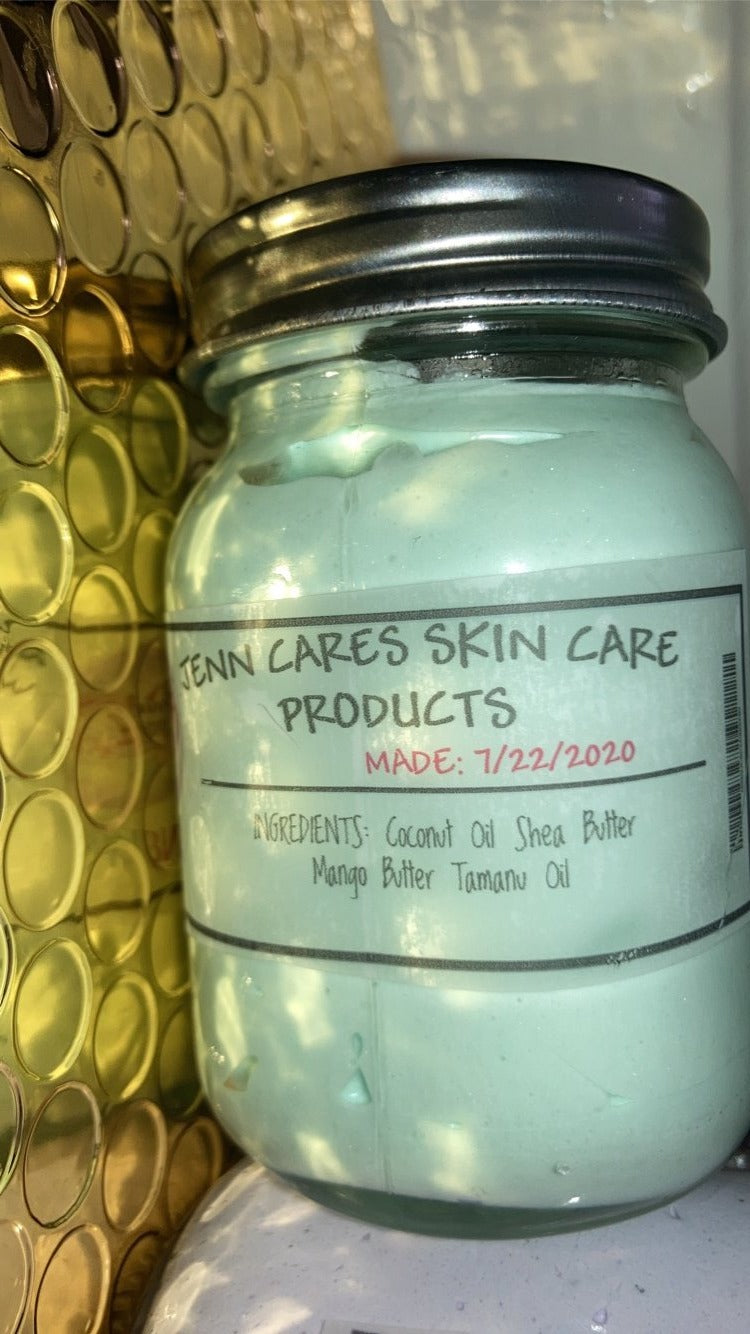 JENN CARES SKIN CARE
PRODUCTS
MADE: 7/22/2020
INGREDIENTS: Coconut Oil Shea Butter
Mango Butter Tamanu Oil